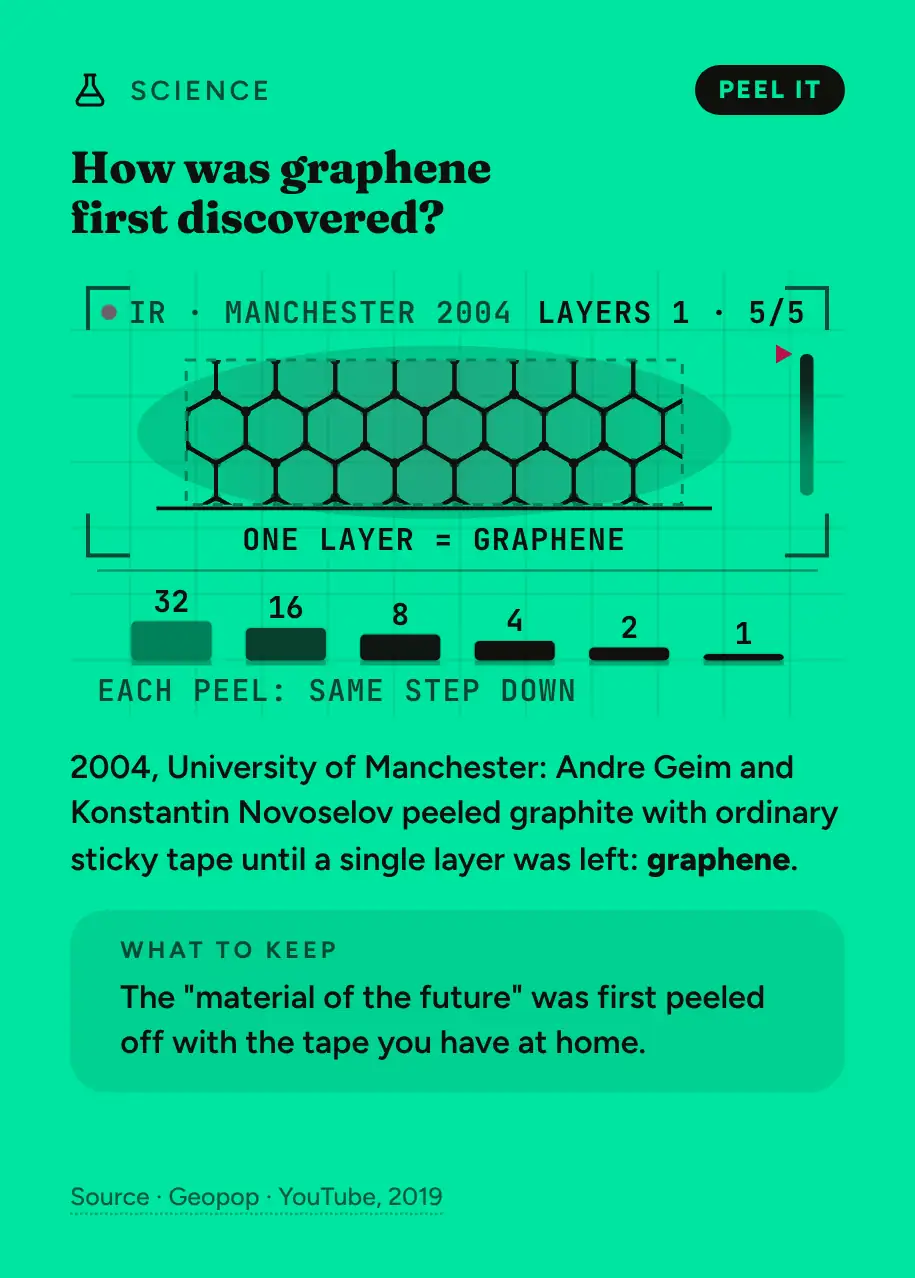 SCIENCE
PEEL IT
How was graphene
first discovered?
IR · MANCHESTER 2004
LAYERS 1 · 5/5
ONE LAYER = GRAPHENE
32 16 8 4 2 1
EACH PEEL: SAME STEP DOWN
2004, University of Manchester: Andre Geim and
Konstantin Novoselov peeled graphite with ordinary
sticky tape until a single layer was left: graphene.
WHAT TO KEEP
The "material of the future" was first peeled
off with the tape you have at home.
Source · Geopop · YouTube, 2019